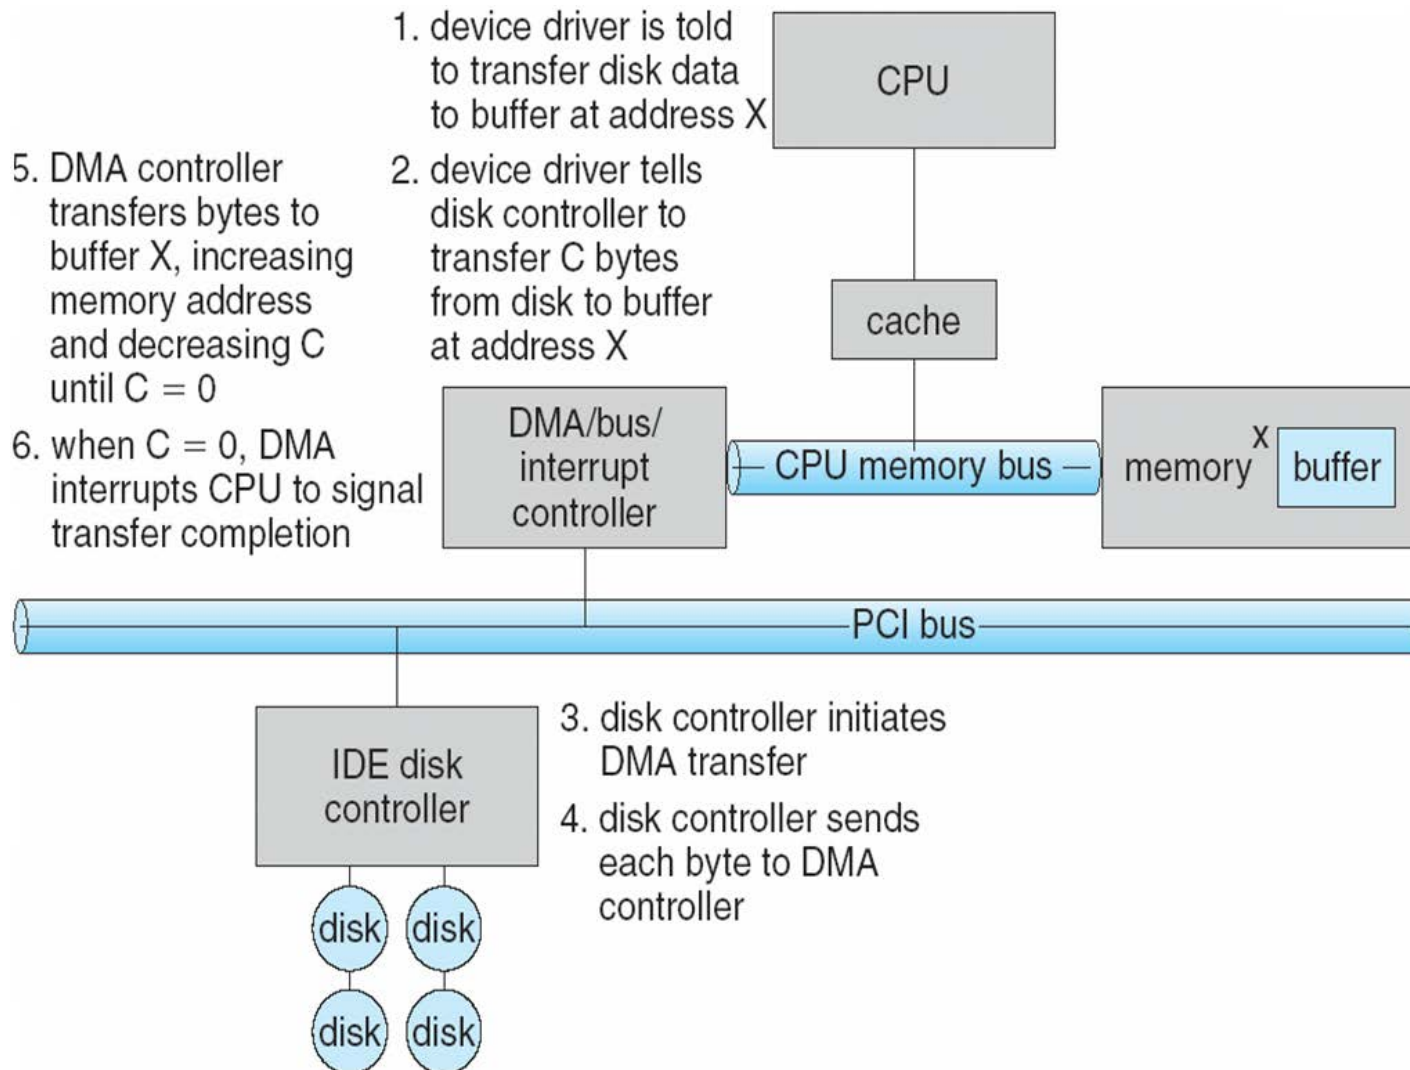 1. device driver is told
to transfer disk data
to buffer at address X
CPU
5. DMA controller
transfers bytes to
buffer X, increasing
memory address
and decreasing C
until C = 0
2. device driver tells
disk controller to
transfer C bytes
from disk to buffer
at address X
cache
6. when C = 0, DMA
interrupts CPU to signal
transfer completion
DMA/bus/
interrupt
controller
CPU memory bus
memory
X
buffer
PCI bus
IDE disk
controller
3. disk controller initiates
DMA transfer
4. disk controller sends
each byte to DMA
controller
disk
disk
disk
disk